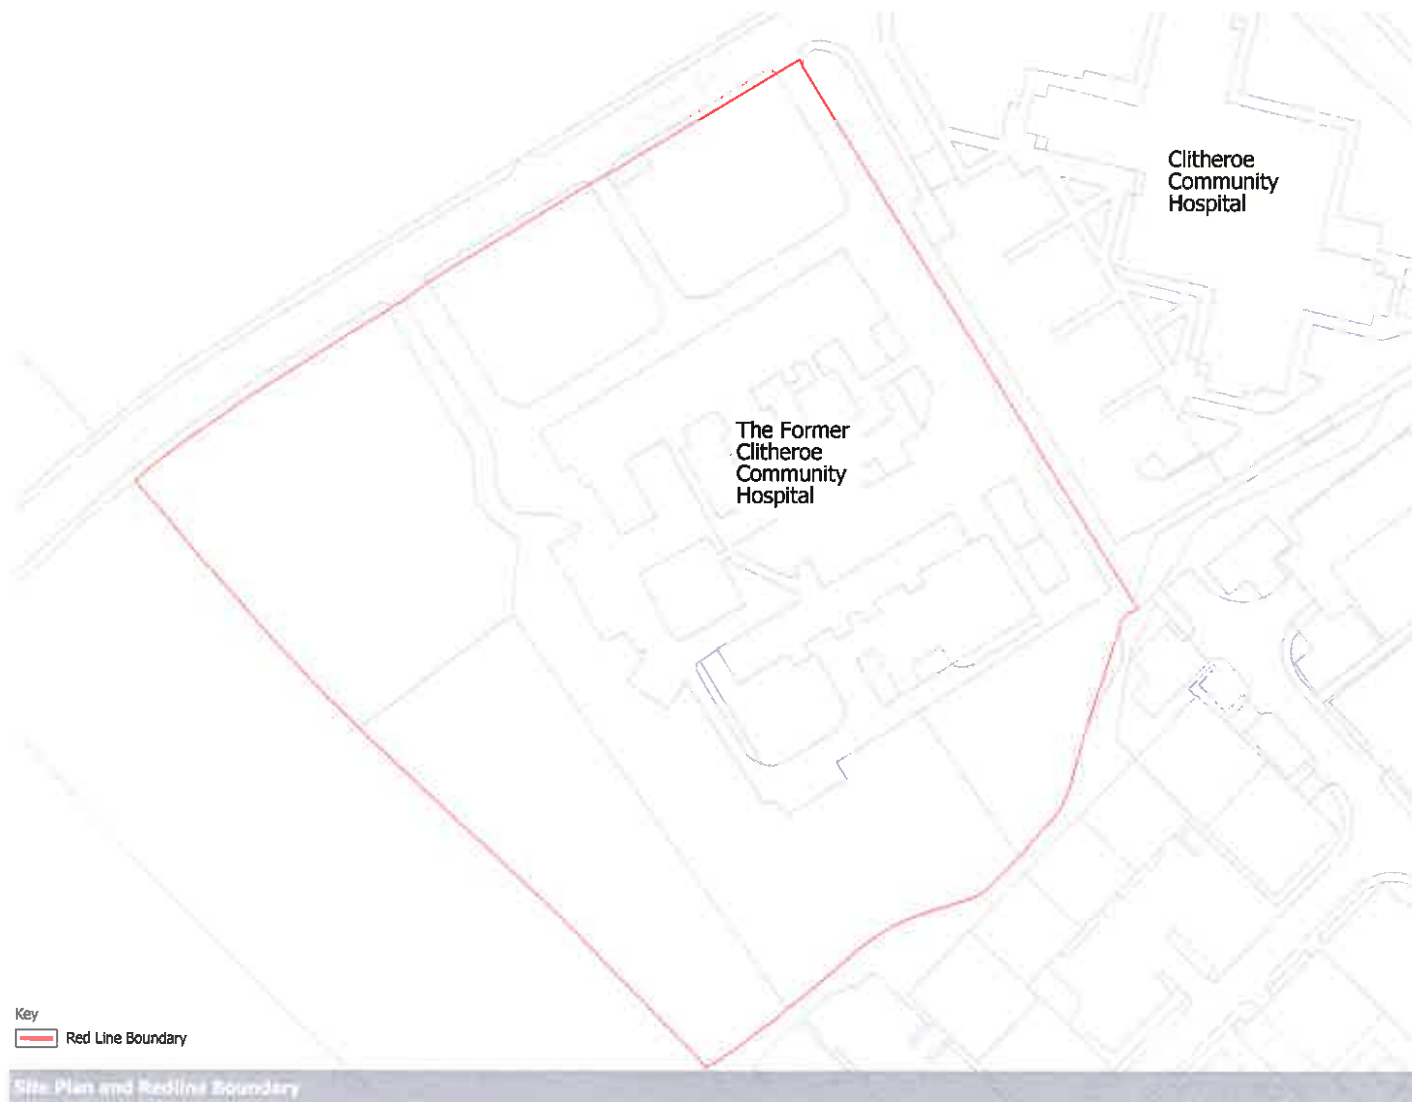 Clitheroe
Community
Hospital
The Former
Clitheroe
Community
Hospital
Key
Red Line Boundary
Site Plan and Redline Boundary